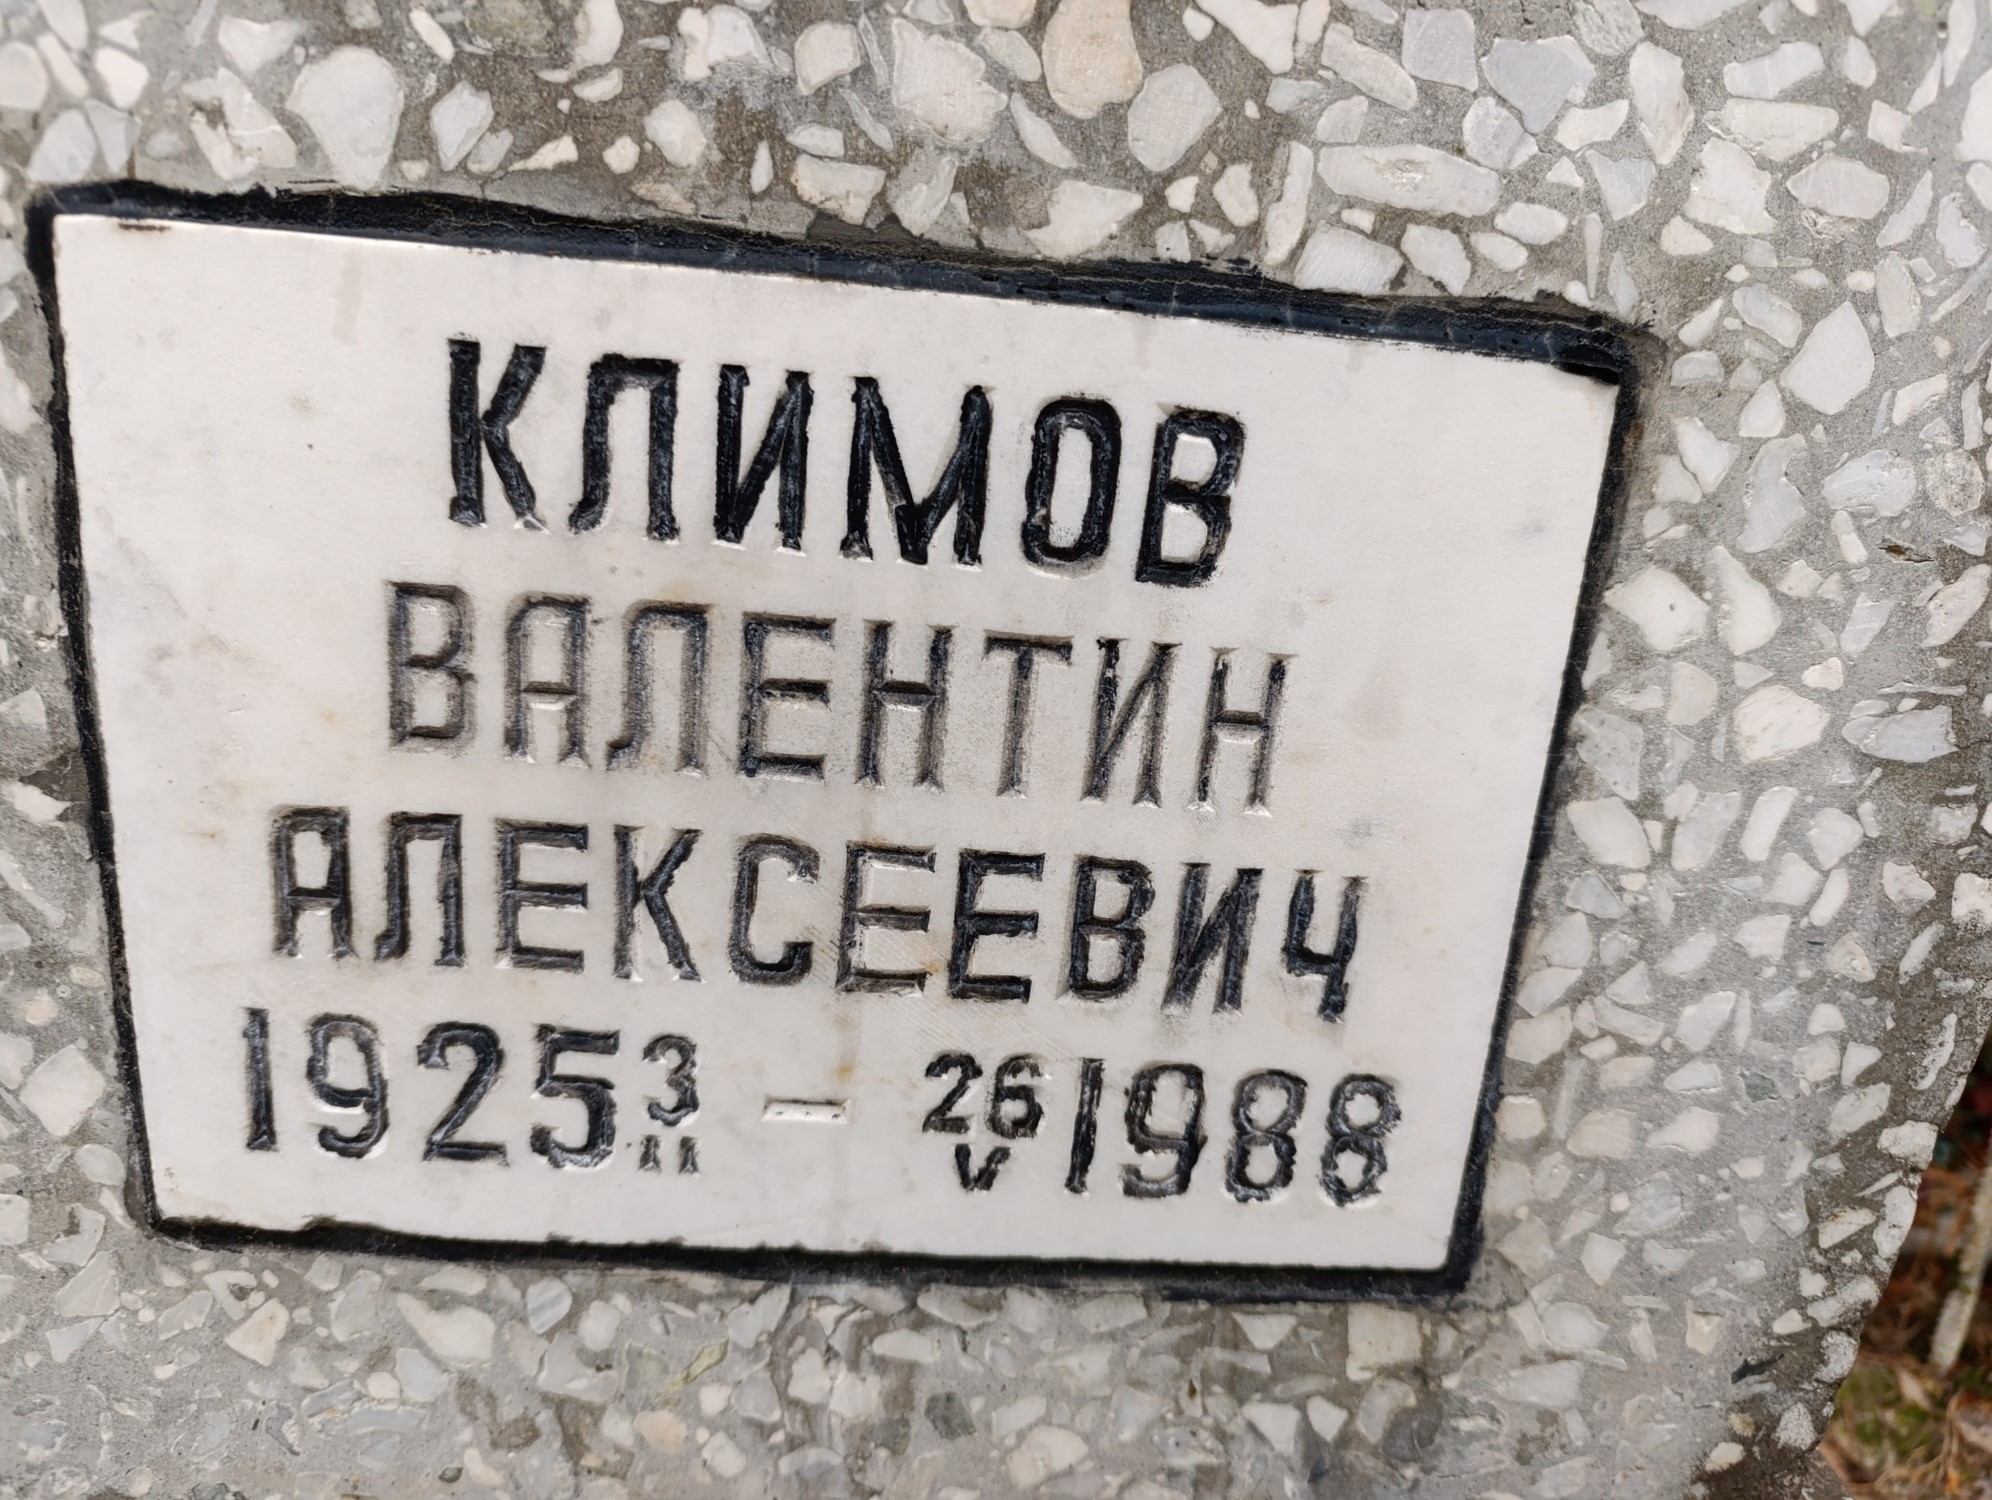 КЛИМОВ
ВАЛЕНТИН
АЛЕКСЕЕВИЧ
1925 3/II – 26/V 1988